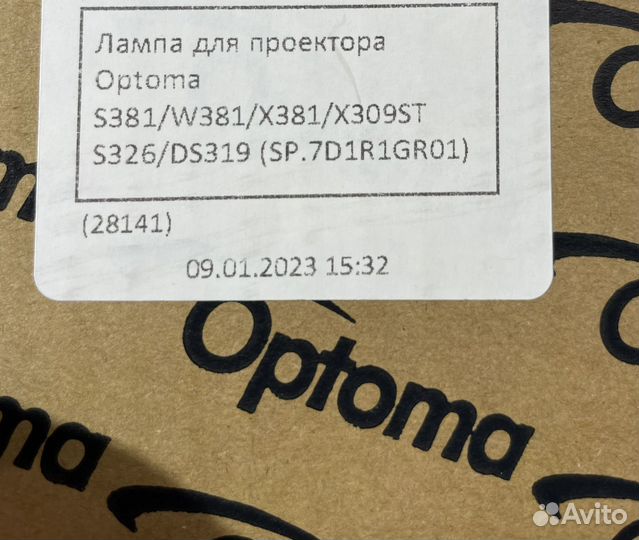 Лампа для проектора
Optoma
S381/W381/X381/X309ST
S326/DS319 (SP.7D1R1GR01)
(28141)
09.01.2023 15:32
Optoma
ma
Avito